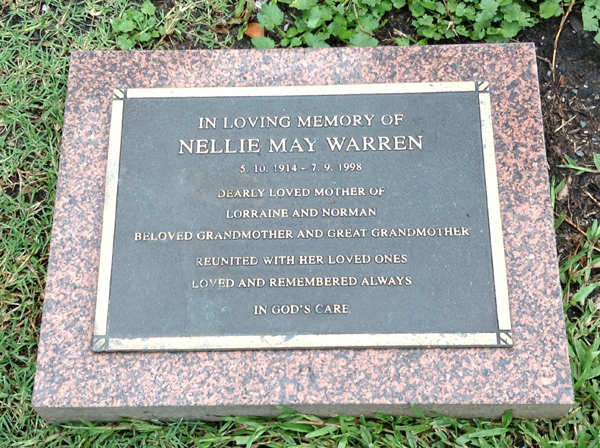 IN LOVING MEMORY OF
NELLIE MAY WARREN
5. 10. 1914 - 7. 9. 1998
DEARLY LOVED MOTHER OF
LORRAINE AND NORMAN
BELOVED GRANDMOTHER AND GREAT GRANDMOTHER
REUNITED WITH HER LOVED ONES
LOVED AND REMEMBERED ALWAYS
IN GOD'S CARE